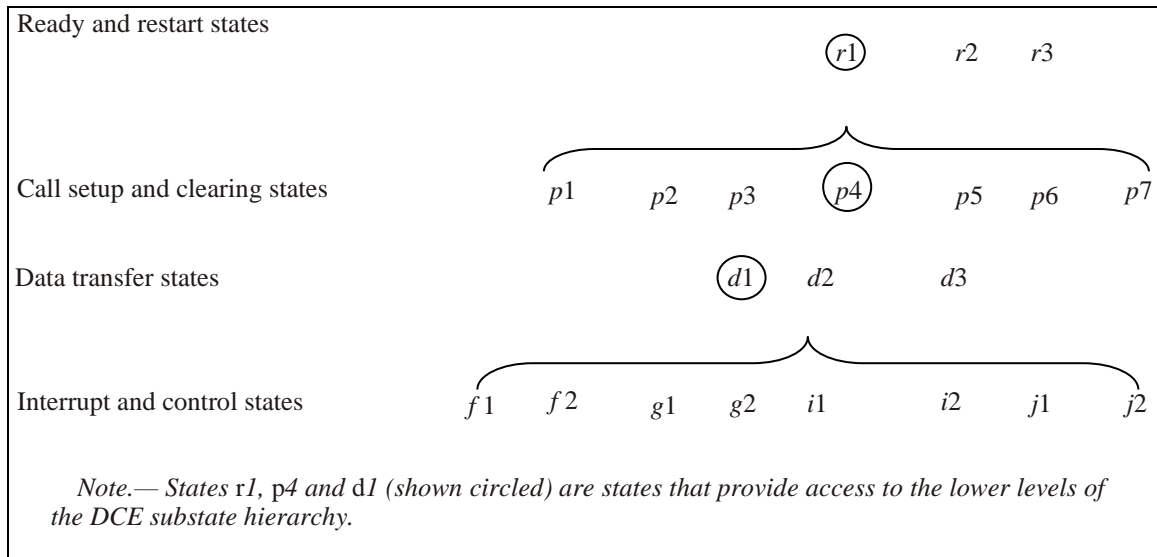 Ready and restart states
r1 r2 r3
Call setup and clearing states p1 p2 p3 p4 p5 p6 p7
Data transfer states d1 d2 d3
Interrupt and control states f1 f2 g1 g2 i1 i2 j1 j2
Note.— States r1, p4 and d1 (shown circled) are states that provide access to the lower levels of
the DCE substate hierarchy.